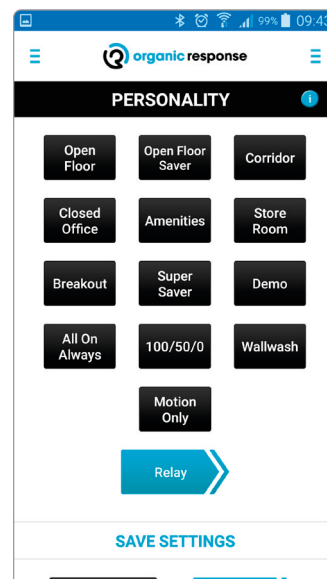 99% 09:43
organic response
PERSONALITY
i
Open
Floor
Open Floor
Saver
Corridor
Closed
Office
Amenities
Store
Room
Breakout
Super
Saver
Demo
All On
Always
100/50/0
Wallwash
Motion
Only
Relay
SAVE SETTINGS